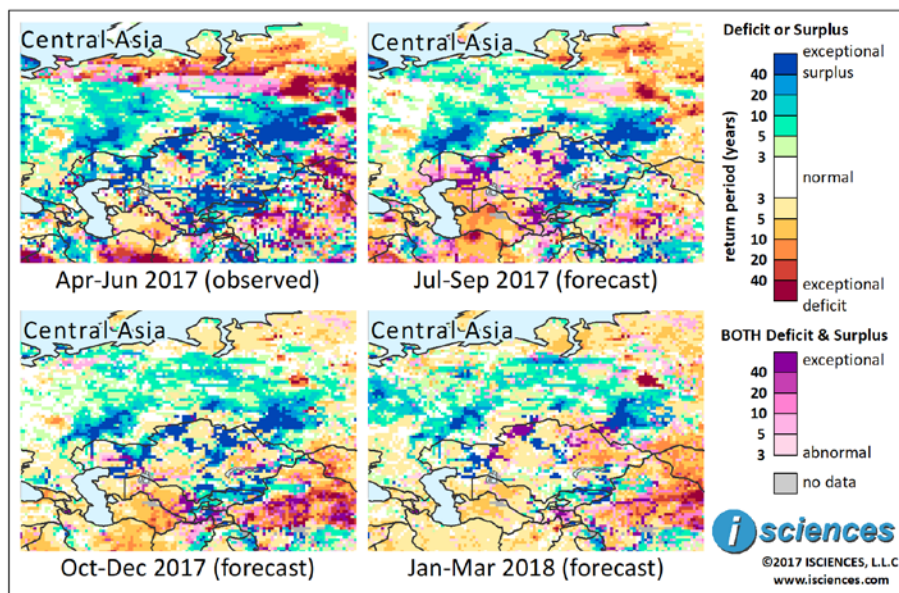 Central Asia
Apr-Jun 2017 (observed)
Central Asia
Jul-Sep 2017 (forecast)
Central Asia
Oct-Dec 2017 (forecast)
Central Asia
Jan-Mar 2018 (forecast)
Deficit or Surplus
return period (years)
exceptional
surplus
40
20
10
5
3
normal
3
5
10
20
40
exceptional
deficit
BOTH Deficit & Surplus
exceptional
40
20
10
5
3
abnormal
no data
i sciences
©2017 ISCIENCES, L.L.C
www.isciences.com